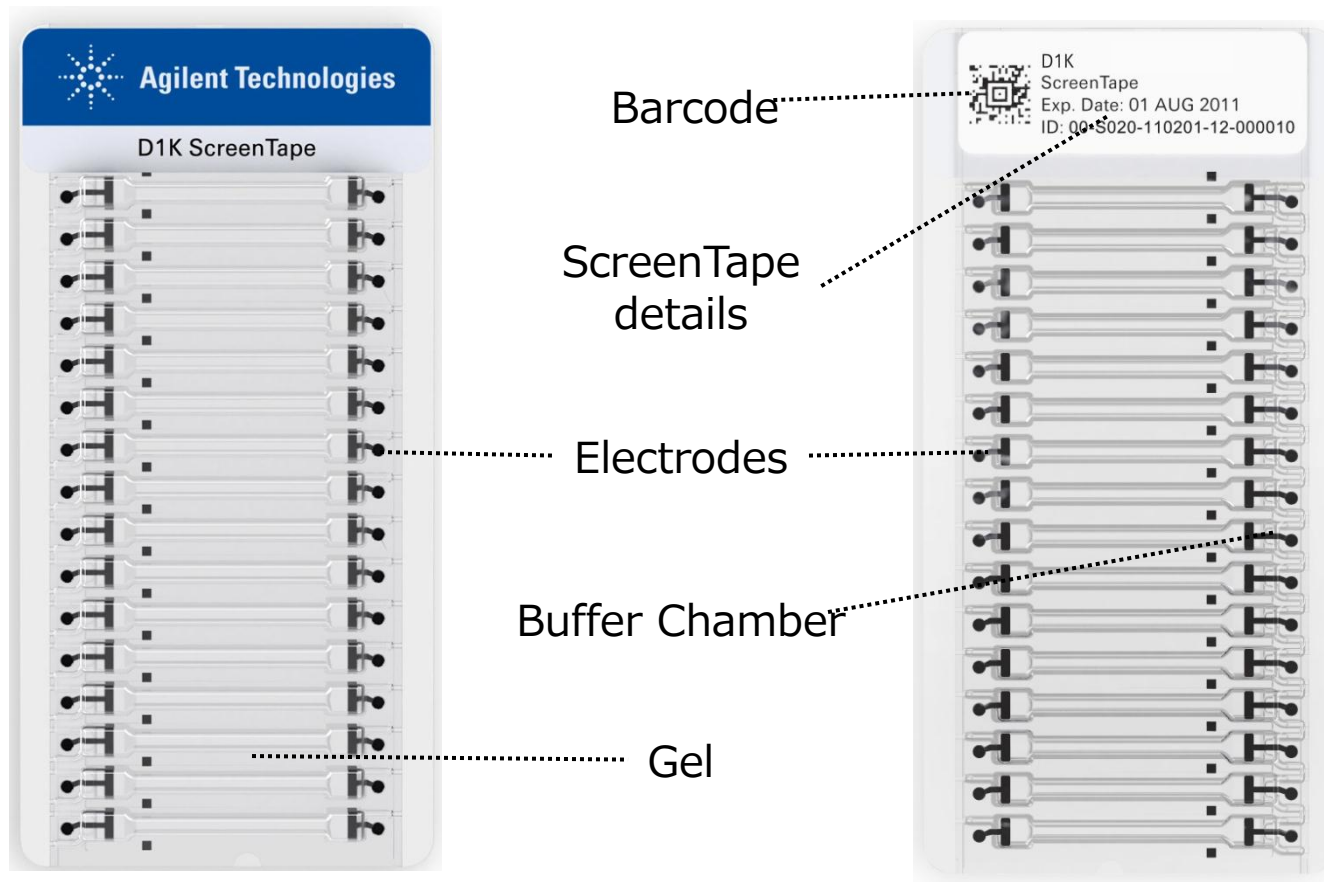 Agilent Technologies
D1K ScreenTape
D1K
ScreenTape
Exp. Date: 01 AUG 2011
ID: 00-S020-110201-12-000010
Barcode
ScreenTape
details
Electrodes
Buffer Chamber
Gel